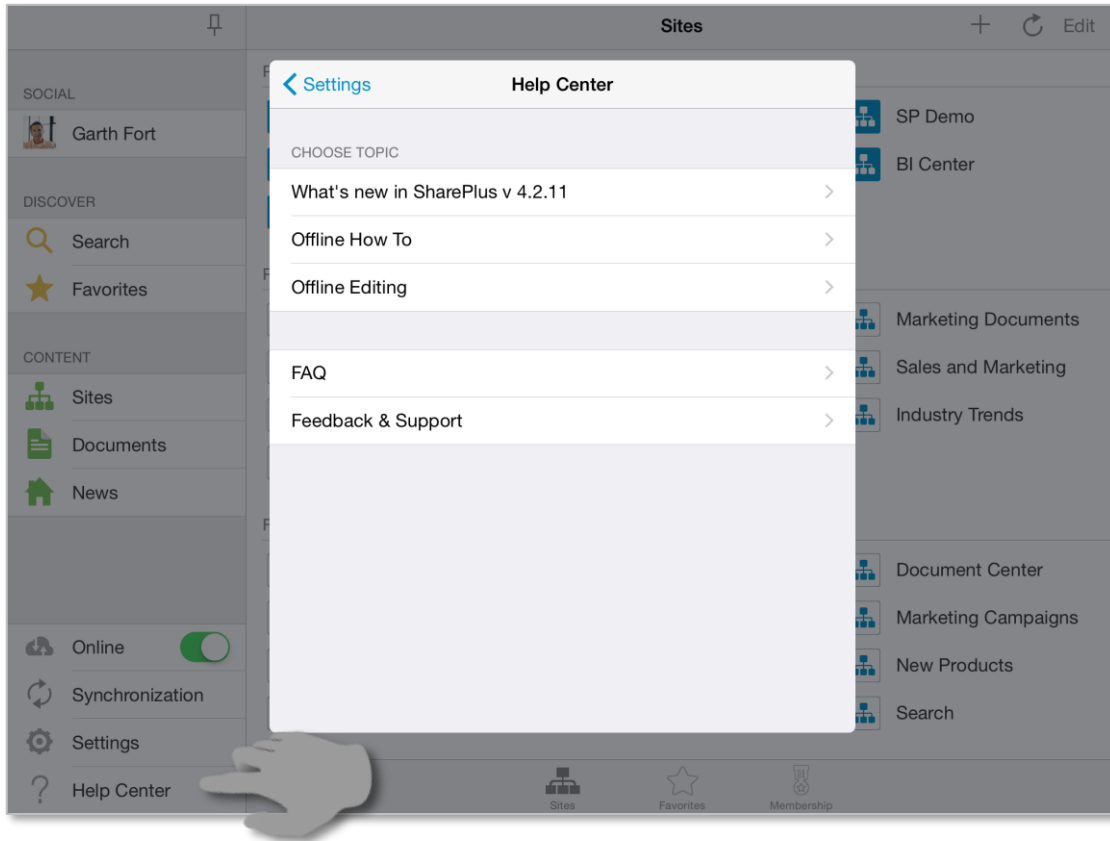 Sites
Edit
SOCIAL
Garth Fort
DISCOVER
Search
Favorites
CONTENT
Sites
Documents
News
Online
Synchronization
Settings
Help Center
Settings
Help Center
CHOOSE TOPIC
What's new in SharePlus v 4.2.11
Offline How To
Offline Editing
FAQ
Feedback & Support
SP Demo
BI Center
Marketing Documents
Sales and Marketing
Industry Trends
Document Center
Marketing Campaigns
New Products
Search
Sites
Favorites
Membership